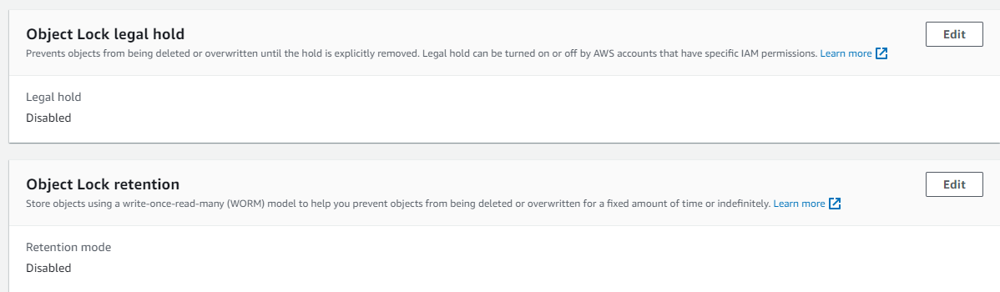 Object Lock legal hold
Edit
Prevents objects from being deleted or overwritten until the hold is explicitly removed. Legal hold can be turned on or off by AWS accounts that have specific IAM permissions. Learn more
Legal hold
Disabled
Object Lock retention
Edit
Store objects using a write-once-read-many (WORM) model to help you prevent objects from being deleted or overwritten for a fixed amount of time or indefinitely. Learn more
Retention mode
Disabled